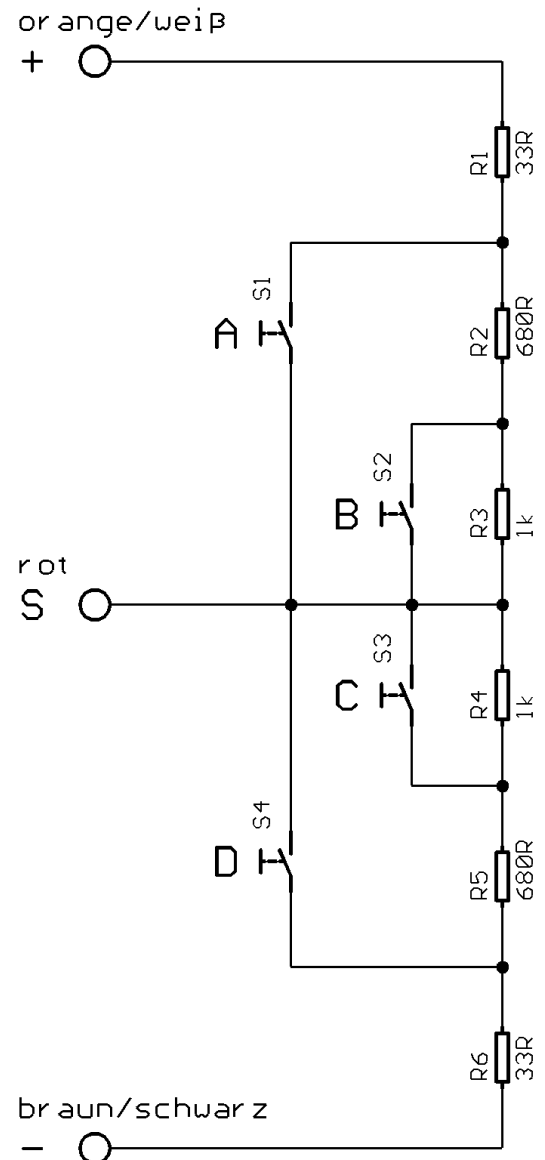 orange/weiß
+
R1 33R
S1
A
R2 680R
S2
B
R3 1k
rot
S
S3
C
R4 1k
S4
D
R5 680R
R6 33R
braun/schwarz
-